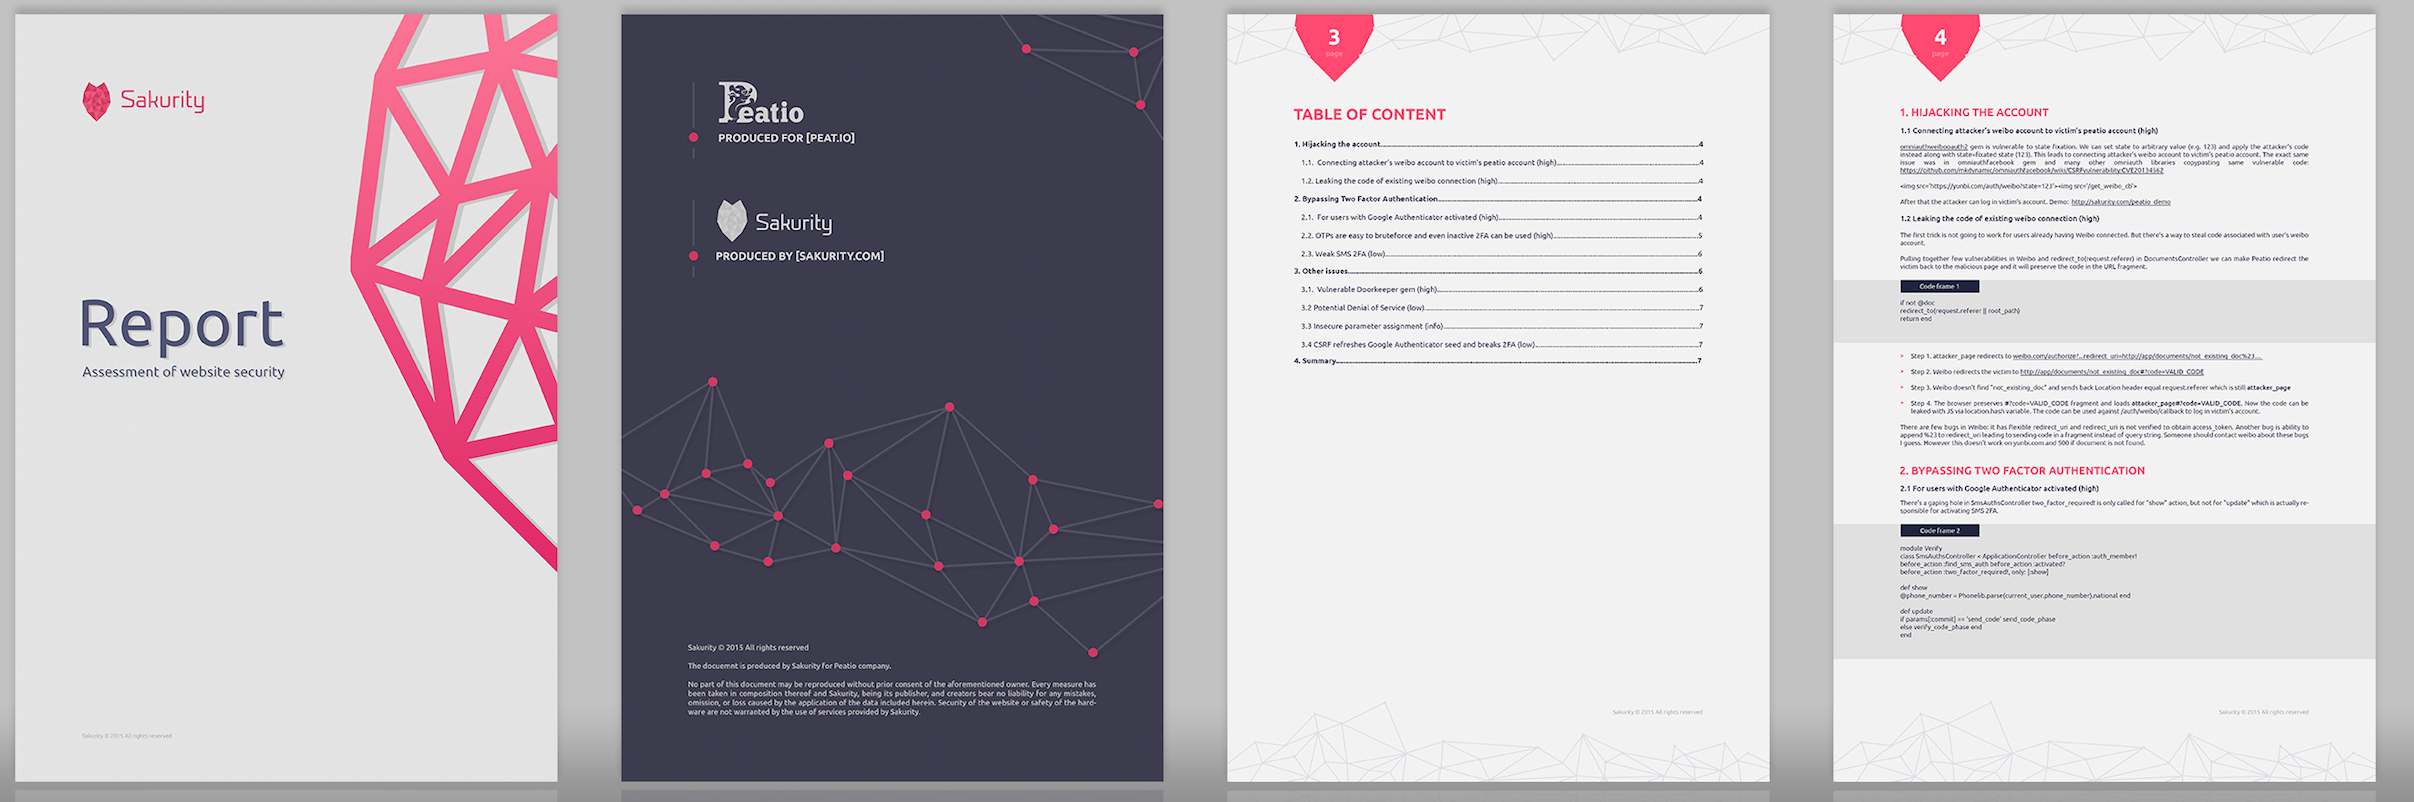 Sakurity
Report
Assessment of website security
Sakurity © 2015 All rights reserved
Peatio
PRODUCED FOR [PEAT.IO]
Sakurity
PRODUCED BY [SAKURITY.COM]
Sakurity © 2015 All rights reserved
The docuemnt is produced by Sakurity for Peatio company.
No part of this document may be reproduced without prior consent of the aforementioned owner. Every measure has
been taken in composition thereof and Sakurity, being its publisher, and creators bear no liability for any mistakes,
omission, or loss caused by the application of the data included herein. Security of the website or safety of the hard-
ware are not warranted by the use of services provided by Sakurity.
3
page
TABLE OF CONTENT
1. Hijacking the account....4
1.1. Connecting attacker's weibo account to victim's peatio account (high)....4
1.2. Leaking the code of existing weibo connection (high)....4
2. Bypassing Two Factor Authentication....4
2.1. For users with Google Authenticator activated (high)....4
2.2. OTPs are easy to bruteforce and even inactive 2FA can be used (high)....5
2.3. Weak SMS 2FA (low)....6
3. Other issues....6
3.1. Vulnerable Doorkeeper gem (high)....6
3.2 Potential Denial of Service (low)....7
3.3 Insecure parameter assignment (info)....7
3.4 CSRF refreshes Google Authenticator seed and breaks 2FA (low)....7
4. Summary....7
Sakurity © 2015 All rights reserved
4
page
1. HIJACKING THE ACCOUNT
1.1 Connecting attacker's weibo account to victim's peatio account (high)
omniauthweibooauth2 gem is vulnerable to state fixation. We can set state to arbitrary value (e.g. 123) and apply the attacker's code
instead along with state=fixated state (123). This leads to connecting attacker's weibo account to victim's peatio account. The exact same
issue was in omniauthfacebook gem and many other omniauth libraries copypasting same vulnerable code:
https://github.com/mkdynamic/omniauthfacebook/wiki/CSRFvulnerability:CVE20134562
<img src='https://yunbi.com/auth/weibo?state=123'><img src='/get_weibo_cb'>
After that the attacker can log in victim's account. Demo: http://sakurity.com/peatio_demo
1.2 Leaking the code of existing weibo connection (high)
The first trick is not going to work for users already having Weibo connected. But there's a way to steal code associated with user's weibo
account.
Pulling together few vulnerabilities in Weibo and redirect_to(request.referer) in DocumentsController we can make Peatio redirect the
victim back to the malicious page and it will preserve the code in the URL fragment.
Code frame 1
if not @doc
redirect_to(request.referer || root_path)
return end
Step 1. attacker_page redirects to weibo.com/authorize?...redirect_uri=http://app/documents/not_existing_doc%23...
Step 2. Weibo redirects the victim to http://app/documents/not_existing_doc#?code=VALID_CODE
Step 3. Weibo doesn't find "not_existing_doc" and sends back Location header equal request.referer which is still attacker_page
Step 4. The browser preserves #?code=VALID_CODE fragment and loads attacker_page#?code=VALID_CODE. Now the code can be
leaked with JS via location.hash variable. The code can be used against /auth/weibo/callback to log in victim's account.
There are few bugs in Weibo: it has flexible redirect_uri and redirect_uri is not verified to obtain access_token. Another bug is ability to
append %23 to redirect_uri leading to sending code in a fragment instead of query string. Someone should contact weibo about these bugs
I guess. However this doesn't work on yunbi.com and 500 if document is not found.
2. BYPASSING TWO FACTOR AUTHENTICATION
2.1 For users with Google Authenticator activated (high)
There's a gaping hole in SmsAuthsController two_factor_required! is only called for "show" action, but not for "update" which is actually re-
sponsible for activating SMS 2FA.
Code frame 2
module Verify
class SmsAuthsController < ApplicationController before_action :auth_member!
before_action :find_sms_auth before_action :activated?
before_action :two_factor_required!, only: [:show]
def show
@phone_number = Phonelib.parse(current_user.phone_number).national end
def update
if params[:commit] == 'send_code' send_code_phase
else verify_code_phase end
end
Sakurity © 2015 All rights reserved